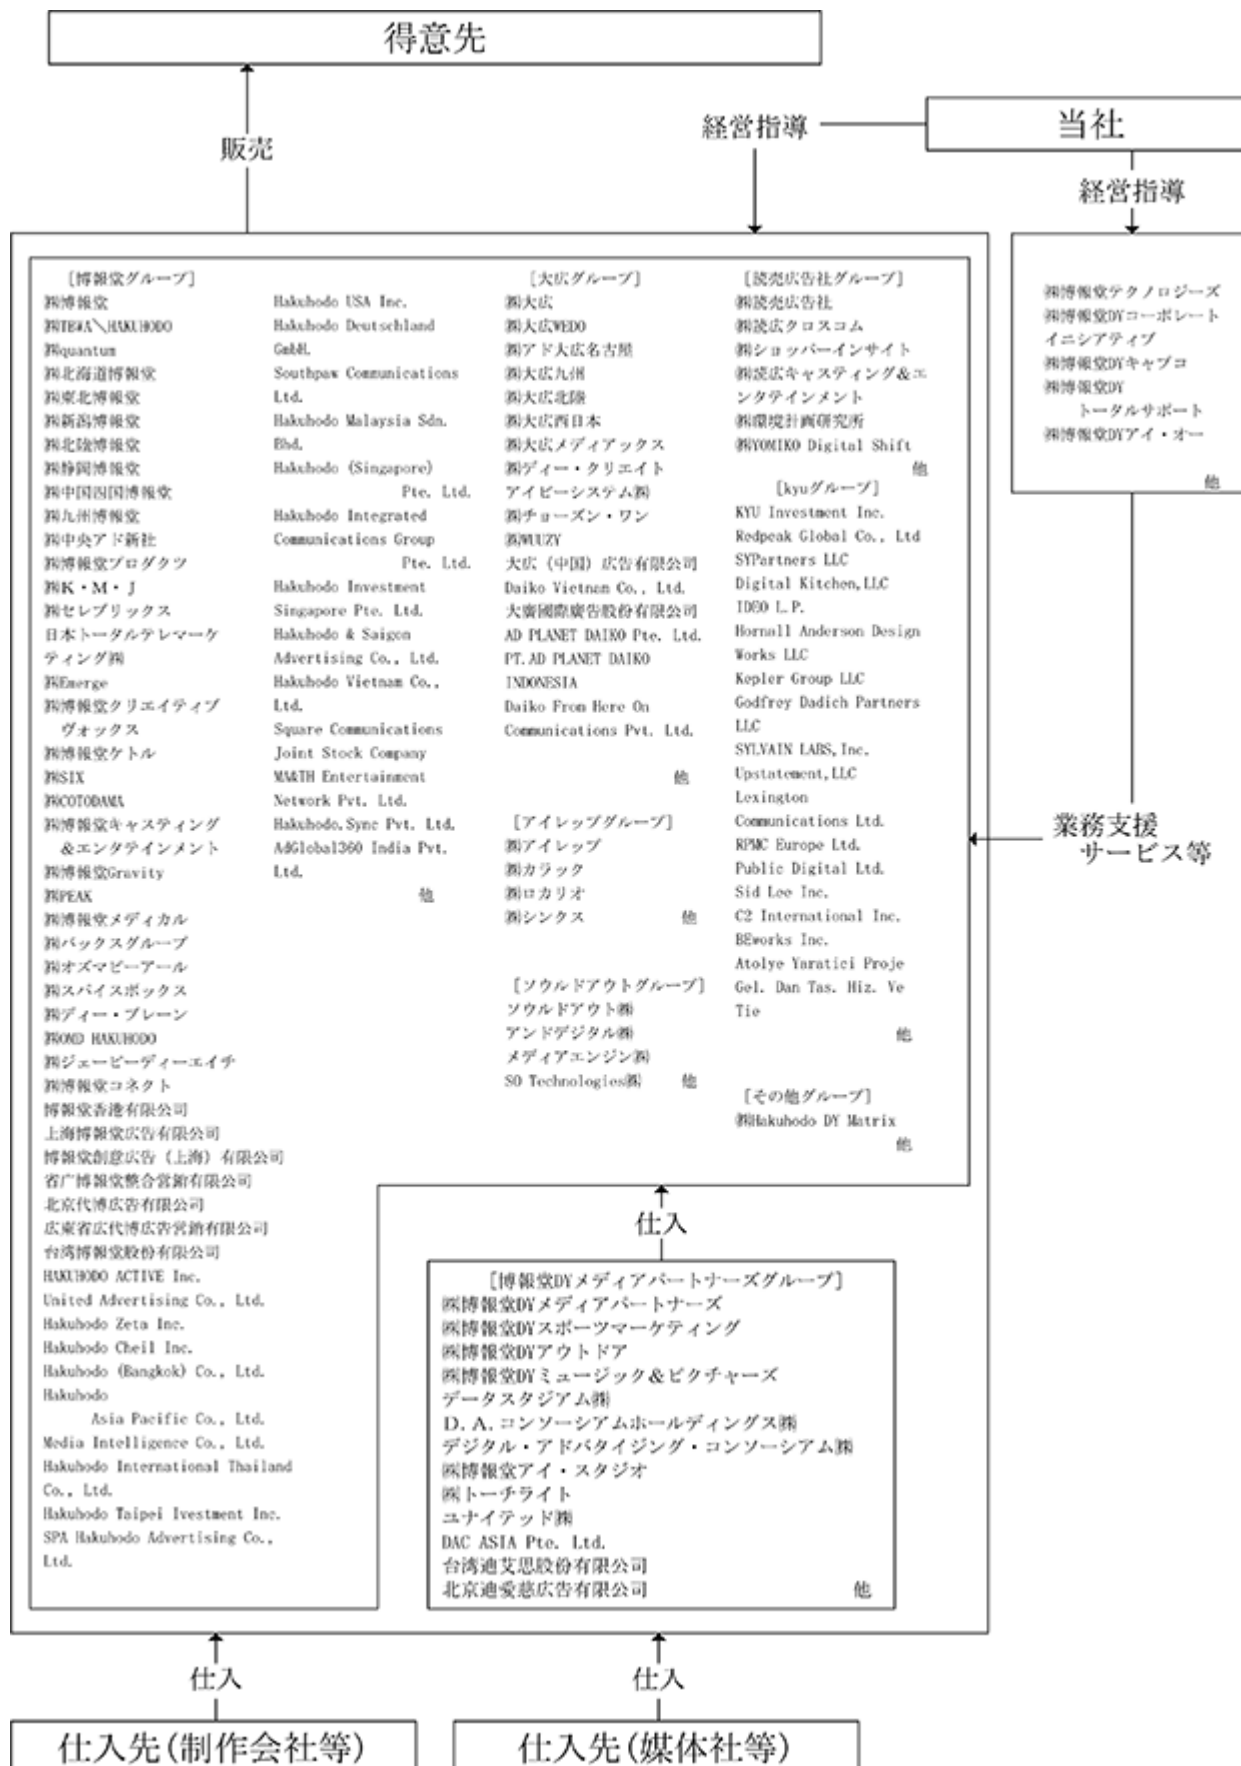 得意先
販売
経営指導
当社
経営指導
［博報堂グループ］
㈱博報堂
㈱TBWA＼HAKUHODO
㈱quantum
㈱北海道博報堂
㈱東北博報堂
㈱新潟博報堂
㈱北陸博報堂
㈱静岡博報堂
㈱中国四国博報堂
㈱九州博報堂
㈱中央アド新社
㈱博報堂プロダクツ
㈱K・M・J
㈱セレブリックス
日本トータルテレマーケ
ティング㈱
㈱Emerge
㈱博報堂クリエイティブ
ヴォックス
㈱博報堂ケトル
㈱SIX
㈱COTODAMA
㈱博報堂キャスティング
＆エンタテインメント
㈱博報堂Gravity
㈱PEAK
㈱博報堂メディカル
㈱バックスグループ
㈱オズマピーアール
㈱スパイスボックス
㈱ディー・ブレーン
㈱OMD HAKUHODO
㈱ジェーピーディーエイチ
㈱博報堂コネクト
博報堂香港有限公司
上海博報堂広告有限公司
博報堂創意広告（上海）有限公司
省广博報堂整合営銷有限公司
北京代博広告有限公司
広東省広代博広告営銷有限公司
台湾博報堂股份有限公司
HAKUHODO ACTIVE Inc.
United Advertising Co., Ltd.
Hakuhodo Zeta Inc.
Hakuhodo Cheil Inc.
Hakuhodo (Bangkok) Co., Ltd.
Hakuhodo
Asia Pacific Co., Ltd.
Media Intelligence Co., Ltd.
Hakuhodo International Thailand
Co., Ltd.
Hakuhodo Taipei Ivestment Inc.
SPA Hakuhodo Advertising Co.,
Ltd.
Hakuhodo USA Inc.
Hakuhodo Deutschland
GmbH.
Southpaw Communications
Ltd.
Hakuhodo Malaysia Sdn.
Bhd.
Hakuhodo (Singapore)
Pte. Ltd.
Hakuhodo Integrated
Communications Group
Pte. Ltd.
Hakuhodo Investment
Singapore Pte. Ltd.
Hakuhodo & Saigon
Advertising Co., Ltd.
Hakuhodo Vietnam Co.,
Ltd.
Square Communications
Joint Stock Company
MA&TH Entertainment
Network Pvt. Ltd.
Hakuhodo.Sync Pvt. Ltd.
AdGlobal360 India Pvt.
Ltd.
他
［大広グループ］
㈱大広
㈱大広WEDO
㈱アド大広名古屋
㈱大広九州
㈱大広北陸
㈱大広西日本
㈱大広メディアックス
㈱ディー・クリエイト
アイビーシステム㈱
㈱チョーズン・ワン
㈱WUUZY
大広（中国）広告有限公司
Daiko Vietnam Co., Ltd.
大廣國際廣告股份有限公司
AD PLANET DAIKO Pte. Ltd.
PT.AD PLANET DAIKO
INDONESIA
Daiko From Here On
Communications Pvt. Ltd.
他
［アイレップグループ］
㈱アイレップ
㈱カラック
㈱ロカリオ
㈱シンクス 他
［ソウルドアウトグループ］
ソウルドアウト㈱
アンドデジタル㈱
メディアエンジン㈱
SO Technologies㈱ 他
［読売広告社グループ］
㈱読売広告社
㈱読広クロスコム
㈱ショッパーインサイト
㈱読広キャスティング＆エ
ンタテインメント
㈱環境計画研究所
㈱YOMIKO Digital Shift
他
［kyuグループ］
KYU Investment Inc.
Redpeak Global Co., Ltd
SYPartners LLC
Digital Kitchen,LLC
IDEO L.P.
Hornall Anderson Design
Works LLC
Kepler Group LLC
Godfrey Dadich Partners
LLC
SYLVAIN LABS,Inc.
Upstatement,LLC
Lexington
Communications Ltd.
RPMC Europe Ltd.
Public Digital Ltd.
Sid Lee Inc.
C2 International Inc.
BEworks Inc.
Atolye Yaratici Proje
Gel. Dan Tas. Hiz. Ve
Tic
他
［その他グループ］
㈱Hakuhodo DY Matrix
他
㈱博報堂テクノロジーズ
㈱博報堂DYコーポレート
イニシアティブ
㈱博報堂DYキャプコ
㈱博報堂DY
トータルサポート
㈱博報堂DYアイ・オー
他
業務支援
サービス等
仕入
［博報堂DYメディアパートナーズグループ］
㈱博報堂DYメディアパートナーズ
㈱博報堂DYスポーツマーケティング
㈱博報堂DYアウトドア
㈱博報堂DYミュージック＆ピクチャーズ
データスタジアム㈱
D.A.コンソーシアムホールディングス㈱
デジタル・アドバタイジング・コンソーシアム㈱
㈱博報堂アイ・スタジオ
㈱トーチライト
ユナイテッド㈱
DAC ASIA Pte. Ltd.
台湾迪艾思股份有限公司
北京迪愛慈広告有限公司 他
仕入
仕入
仕入先(制作会社等)
仕入先(媒体社等)